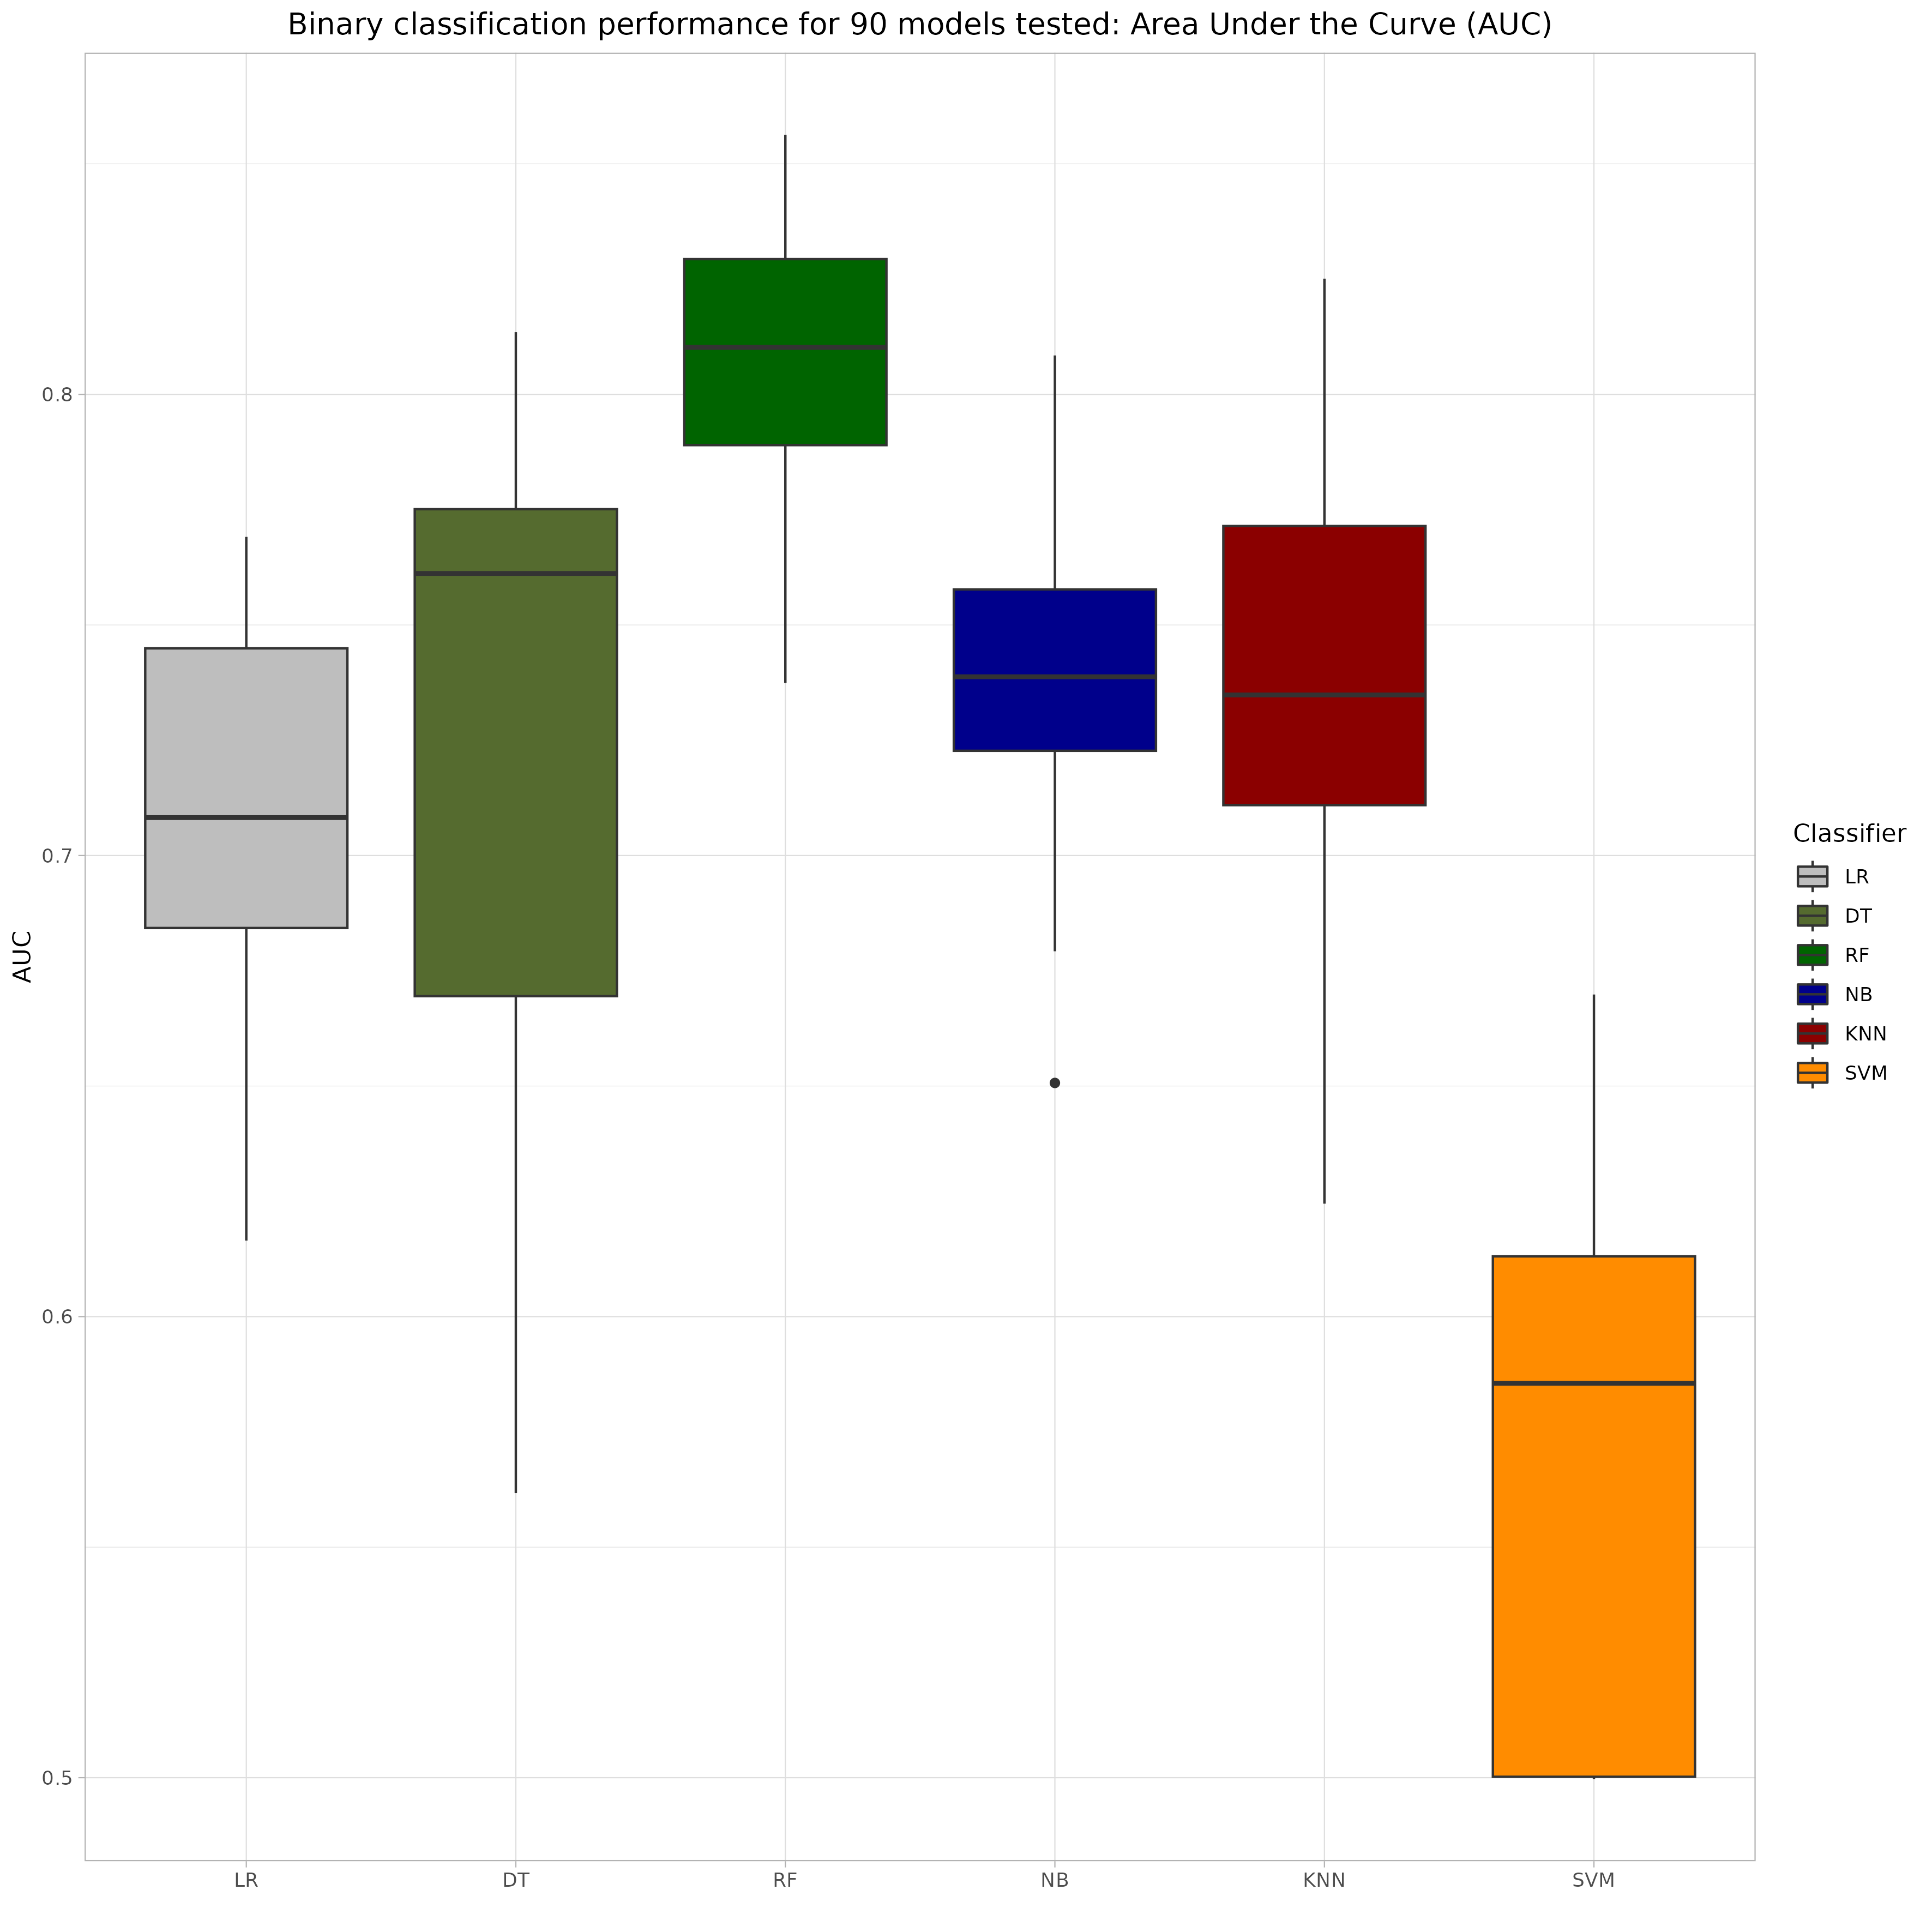 Binary classification performance for 90 models tested: Area Under the Curve (AUC)
AUC
0.8
0.7
0.6
0.5
LR
DT
RF
NB
KNN
SVM
Classifier
LR
DT
RF
NB
KNN
SVM